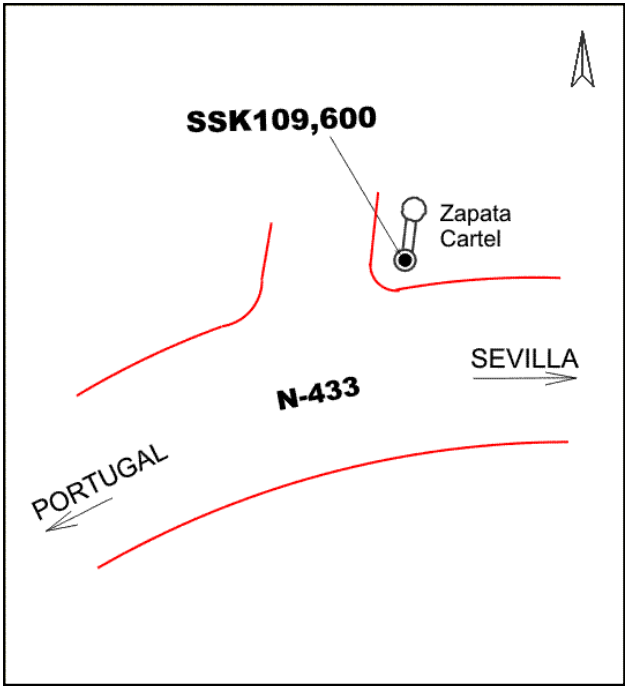 SSK109,600
Zapata
Cartel
SEVILLA
N-433
PORTUGAL